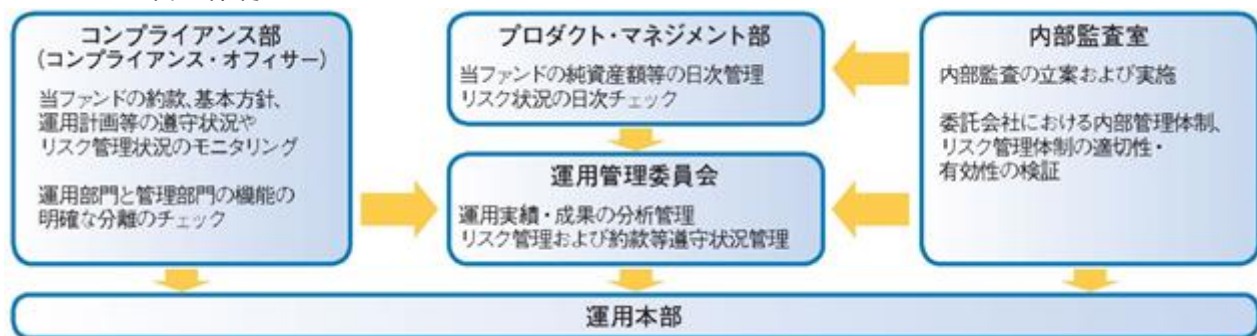 コンプライアンス部
(コンプライアンス・オフィサー)
当ファンドの約款、基本方針、
運用計画等の遵守状況や
リスク管理状況のモニタリング
運用部門と管理部門の機能の
明確な分離のチェック
プロダクト・マネジメント部
当ファンドの純資産額等の日次管理
リスク状況の日次チェック
運用管理委員会
運用実績・成果の分析管理
リスク管理および約款等遵守状況管理
内部監査室
内部監査の立案および実施
委託会社における内部管理体制、
リスク管理体制の適切性・
有効性の検証
運用本部